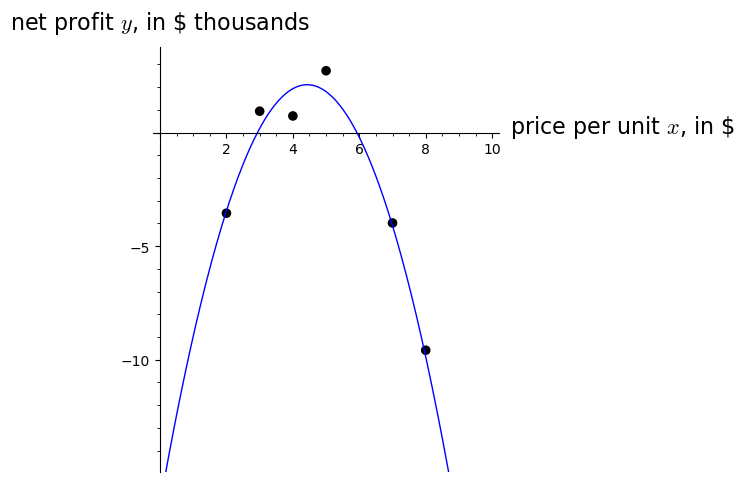 net profit y, in $ thousands
price per unit x, in $
2 4 6 8 10
−5
−10